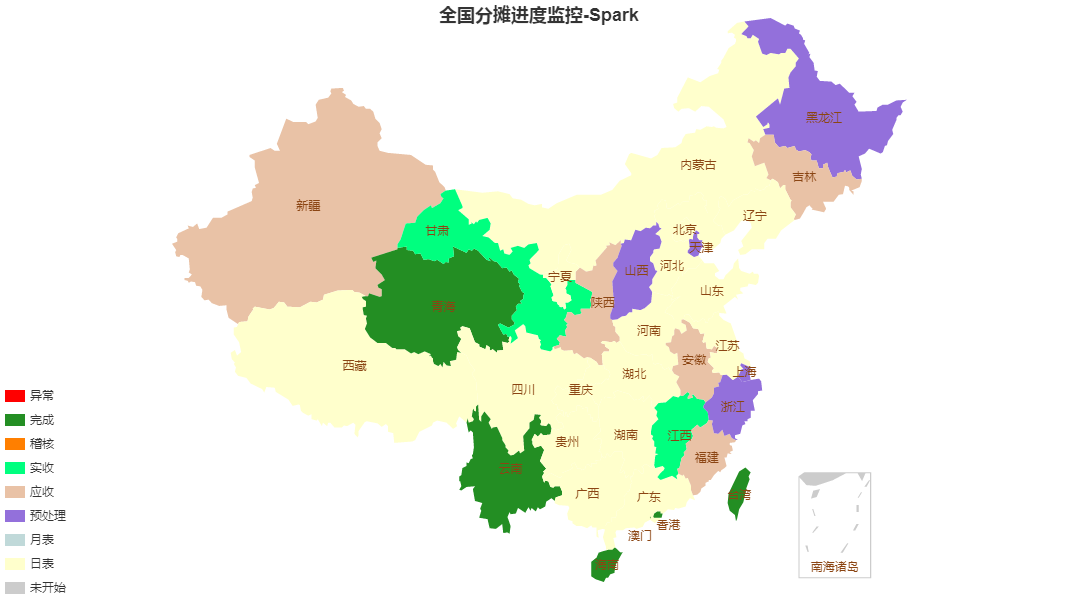 全国分摊进度监控-Spark
黑龙江
内蒙古
吉林
新疆
辽宁
甘肃
北京
天津
宁夏
山西
河北
山东
陕西
青海
河南
江苏
安徽
西藏
上海
湖北
四川
重庆
浙江
贵州
湖南
江西
福建
云南
广西
广东
台湾
香港
澳门
海南
南海诸岛
异常
完成
稽核
实收
应收
预处理
月表
日表
未开始